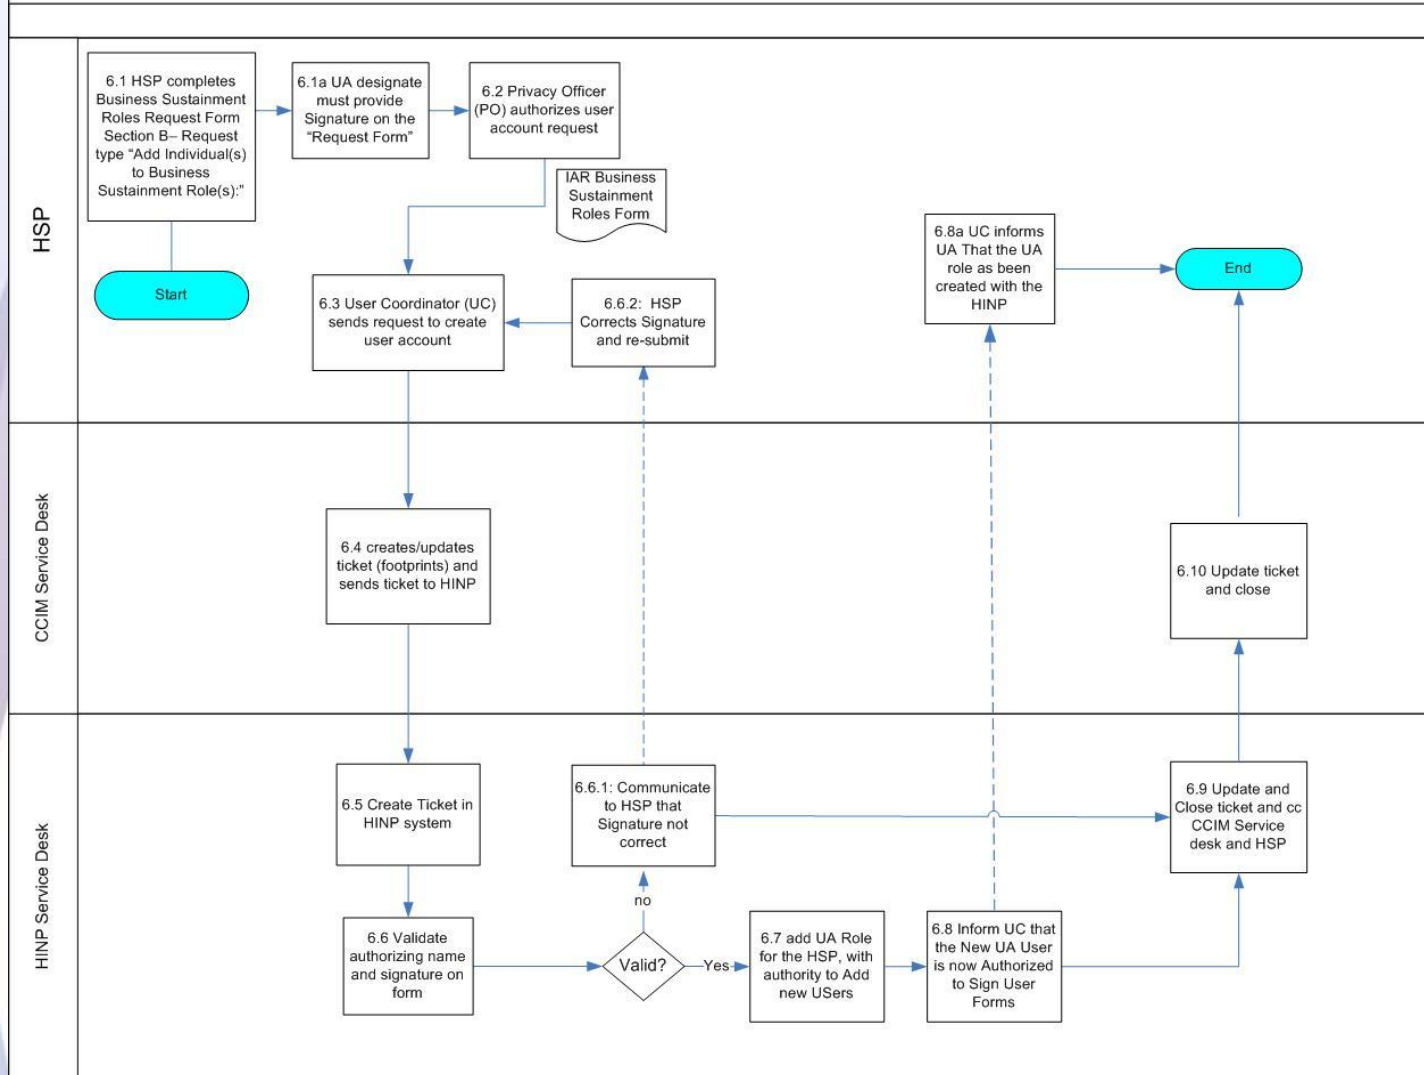 HSP
6.1 HSP completes
Business Sustainment
Roles Request Form
Section B– Request
type “Add Individual(s)
to Business
Sustainment Role(s):”
6.1a UA designate
must provide
Signature on the
“Request Form”
6.2 Privacy Officer
(PO) authorizes user
account request
IAR Business
Sustainment
Roles Form
Start
6.3 User Coordinator (UC)
sends request to create
user account
6.6.2:  HSP
Corrects Signature
and re-submit
6.8a UC informs
UA That the UA
role as been
created with the
HINP
End
CCIM Service Desk
6.4 creates/updates
ticket (footprints) and
sends ticket to HINP
6.10 Update ticket
and close
HINP Service Desk
6.5 Create Ticket in
HINP system
6.6.1: Communicate
to HSP that
Signature not
correct
6.9 Update and
Close ticket and cc
CCIM Service
desk and HSP
no
6.6 Validate
authorizing name
and signature on
form
Valid?
Yes
6.7 add UA Role
for the HSP, with
authority to Add
new USers
6.8 Inform UC that
the New UA User
is now Authorized
to Sign User
Forms